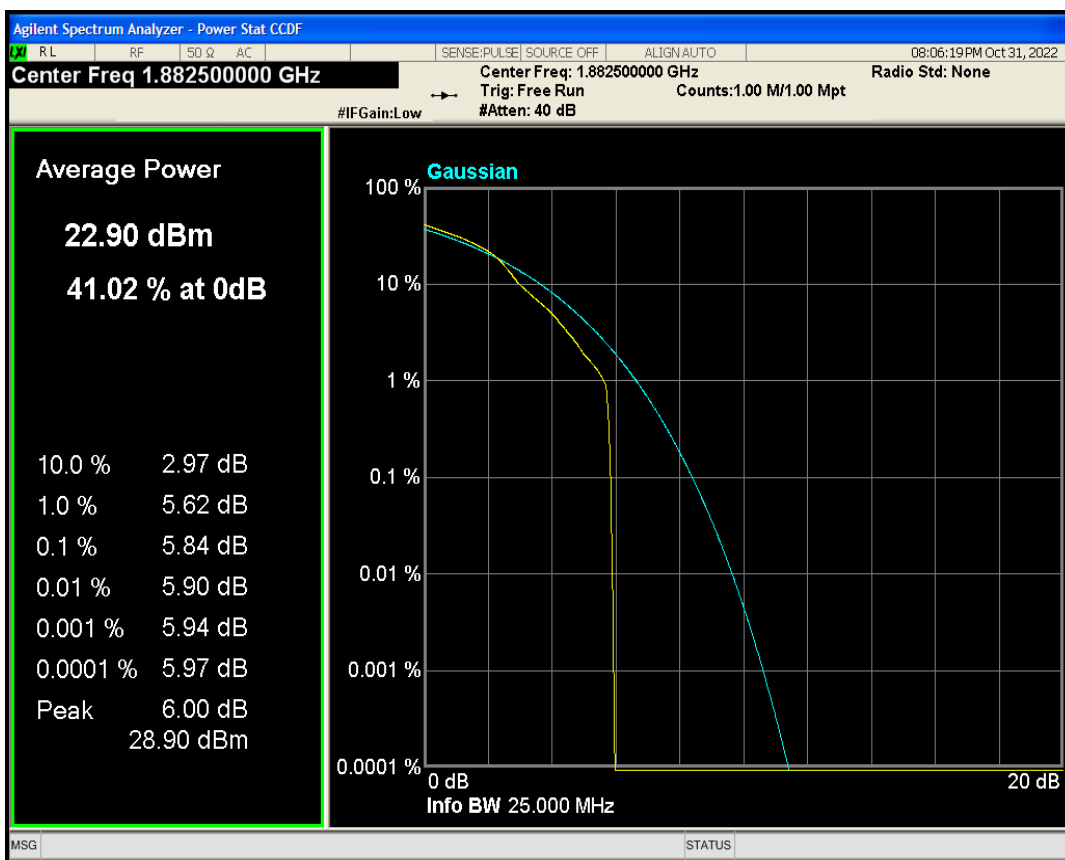 Agilent Spectrum Analyzer - Power Stat CCDF
LXI RL RF 50 Ω AC SENSE:PULSE SOURCE OFF ALIGN AUTO 08:06:19 PM Oct 31, 2022
Center Freq 1.882500000 GHz Center Freq: 1.882500000 GHz Radio Std: None
Trig: Free Run Counts:1.00 M/1.00 Mpt
#IFGain:Low #Atten: 40 dB
Average Power
22.90 dBm
41.02 % at 0dB
10.0 % 2.97 dB
1.0 % 5.62 dB
0.1 % 5.84 dB
0.01 % 5.90 dB
0.001 % 5.94 dB
0.0001 % 5.97 dB
Peak 6.00 dB
28.90 dBm
Gaussian
100 %
10 %
1 %
0.1 %
0.01 %
0.001 %
0.0001 %
0 dB 20 dB
Info BW 25.000 MHz
MSG STATUS